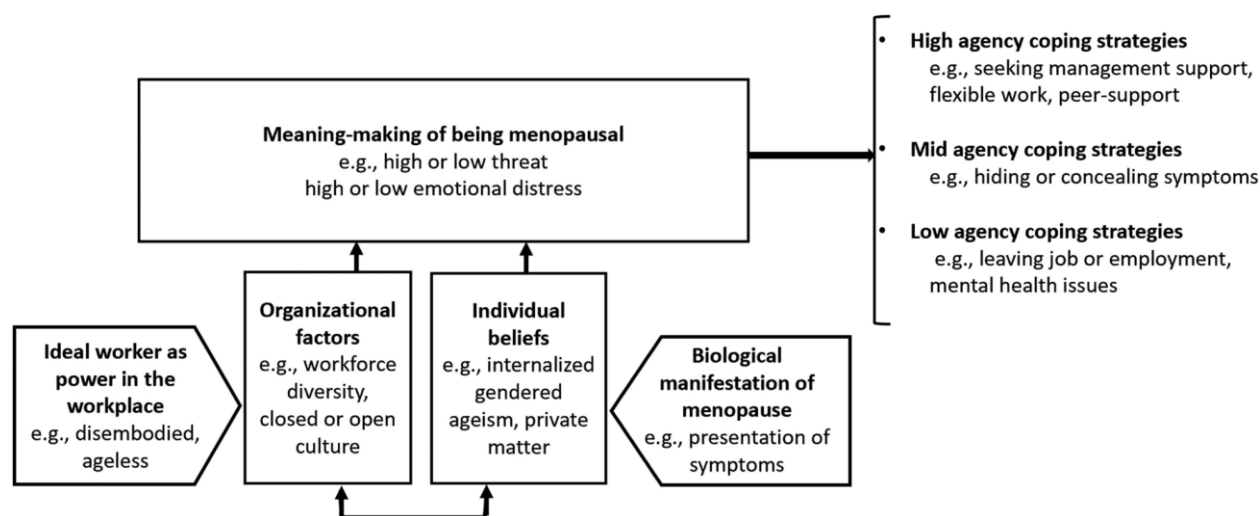 Meaning-making of being menopausal
e.g., high or low threat
high or low emotional distress
• High agency coping strategies
e.g., seeking management support,
flexible work, peer-support
• Mid agency coping strategies
e.g., hiding or concealing symptoms
• Low agency coping strategies
e.g., leaving job or employment,
mental health issues
Ideal worker as
power in the
workplace
e.g., disembodied,
ageless
Organizational
factors
e.g., workforce
diversity,
closed or open
culture
Individual
beliefs
e.g., internalized
gendered
ageism, private
matter
Biological
manifestation of
menopause
e.g., presentation of
symptoms